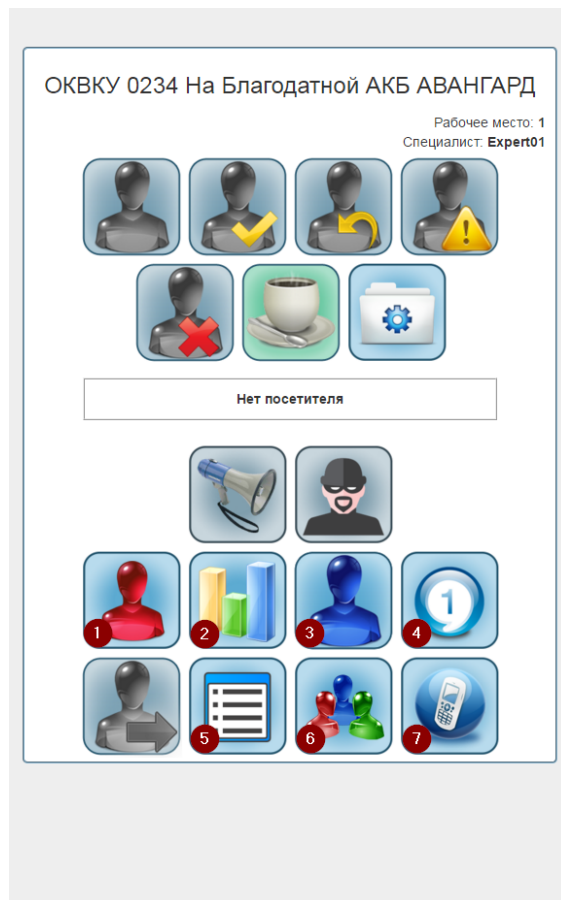 ОКВКУ 0234 На Благодатной АКБ АВАНГАРД
Рабочее место: 1
Специалист: Expert01
Нет посетителя
1 2 3 1 4
5 6 7